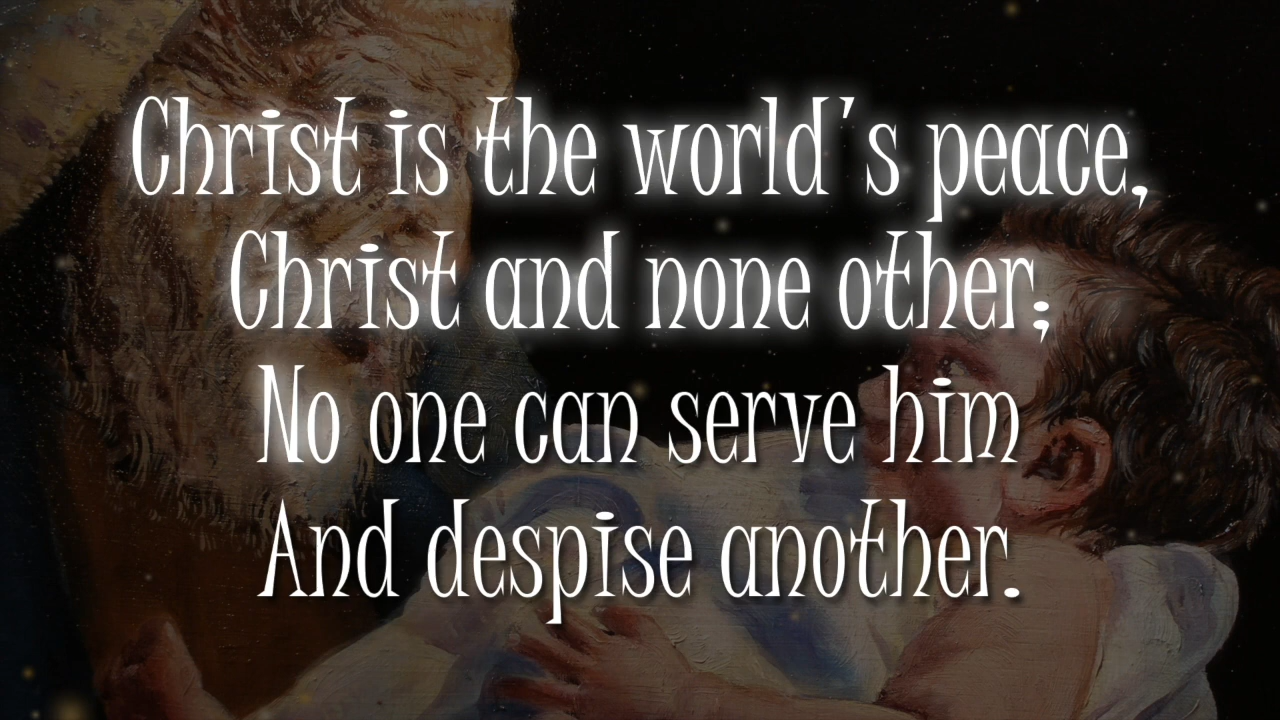 Christ is the world's peace,
Christ and none other;
No one can serve him
And despise another.